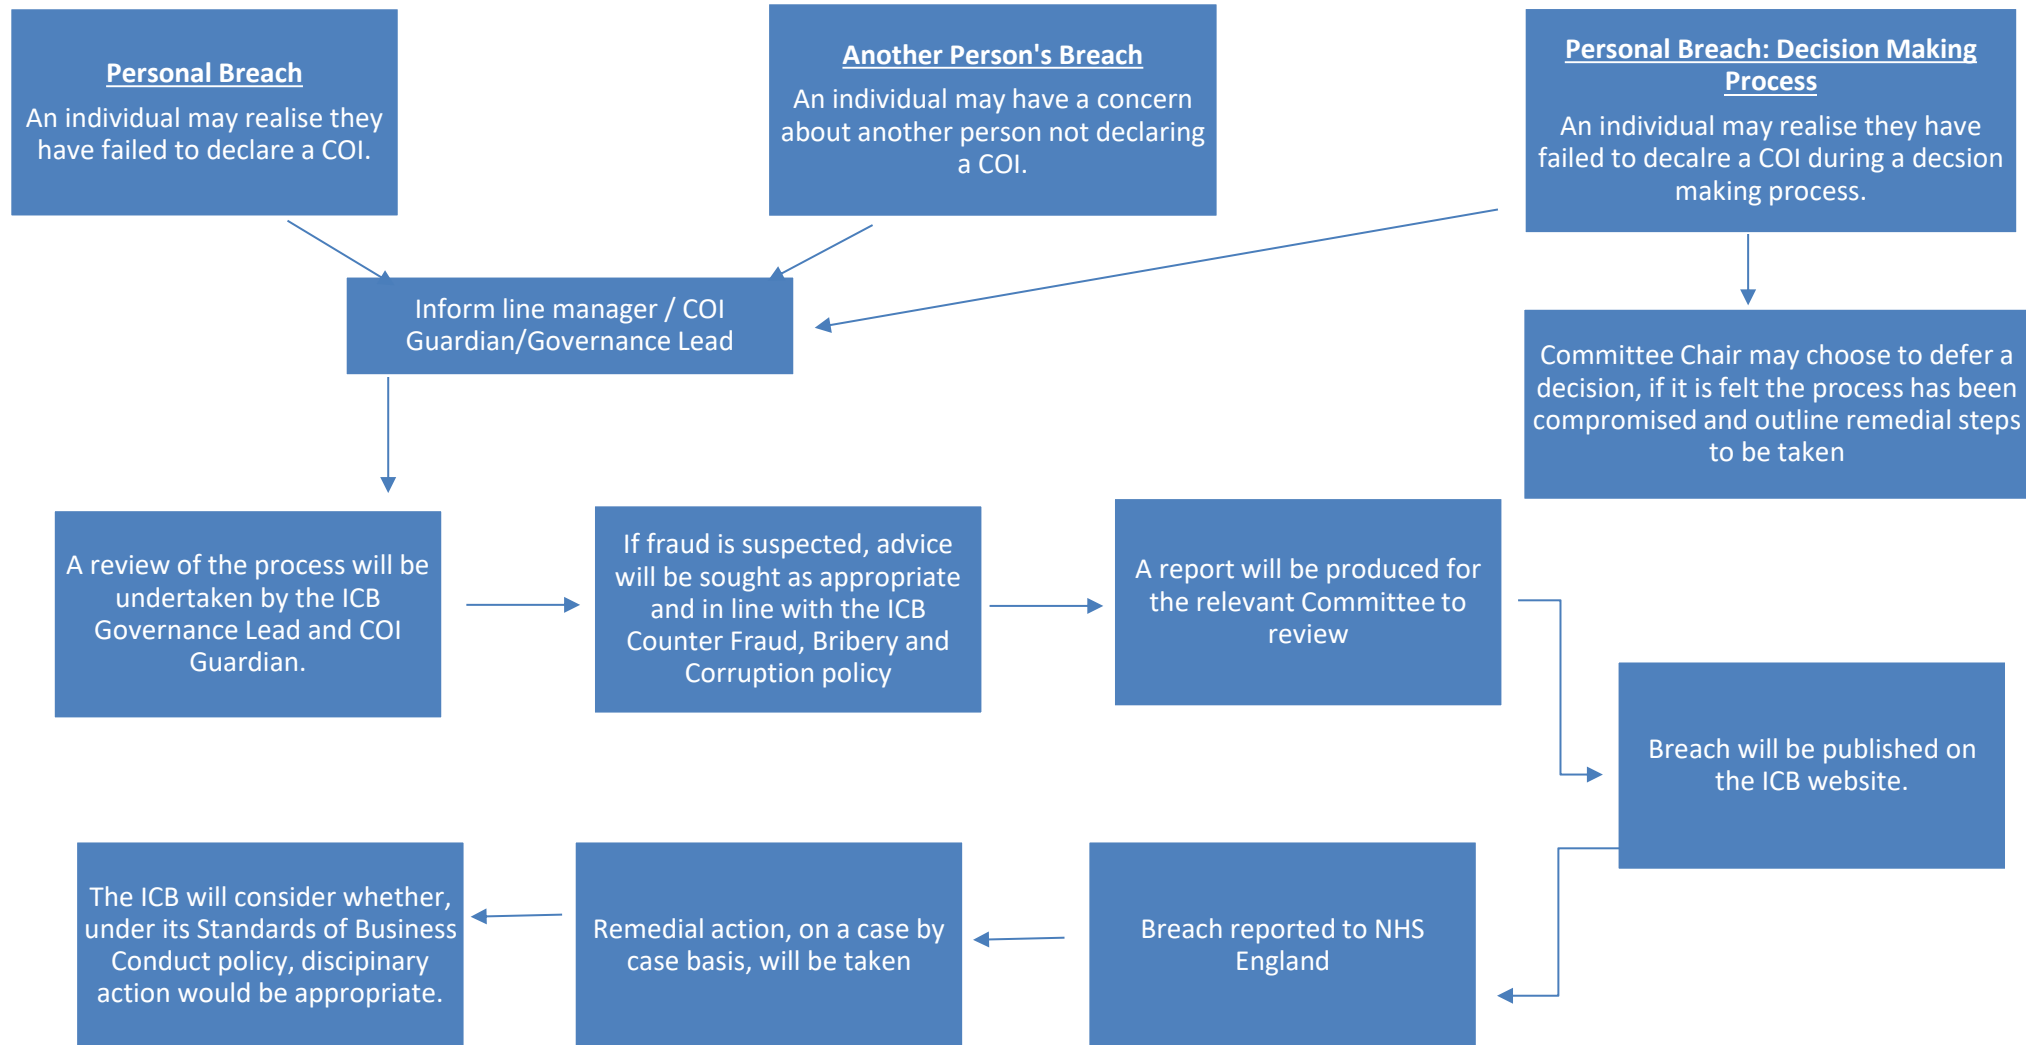 Personal Breach
An individual may realise they
have failed to declare a COI.
Another Person's Breach
An individual may have a concern
about another person not declaring
a COI.
Personal Breach: Decision Making
Process
An individual may realise they have
failed to decalre a COI during a decsion
making process.
Inform line manager / COI
Guardian/Governance Lead
Committee Chair may choose to defer a
decision, if it is felt the process has been
compromised and outline remedial steps
to be taken
A review of the process will be
undertaken by the ICB
Governance Lead and COI
Guardian.
If fraud is suspected, advice
will be sought as appropriate
and in line with the ICB
Counter Fraud, Bribery and
Corruption policy
A report will be produced for
the relevant Committee to
review
Breach will be published on
the ICB website.
Breach reported to NHS
England
Remedial action, on a case by
case basis, will be taken
The ICB will consider whether,
under its Standards of Business
Conduct policy, discipinary
action would be appropriate.